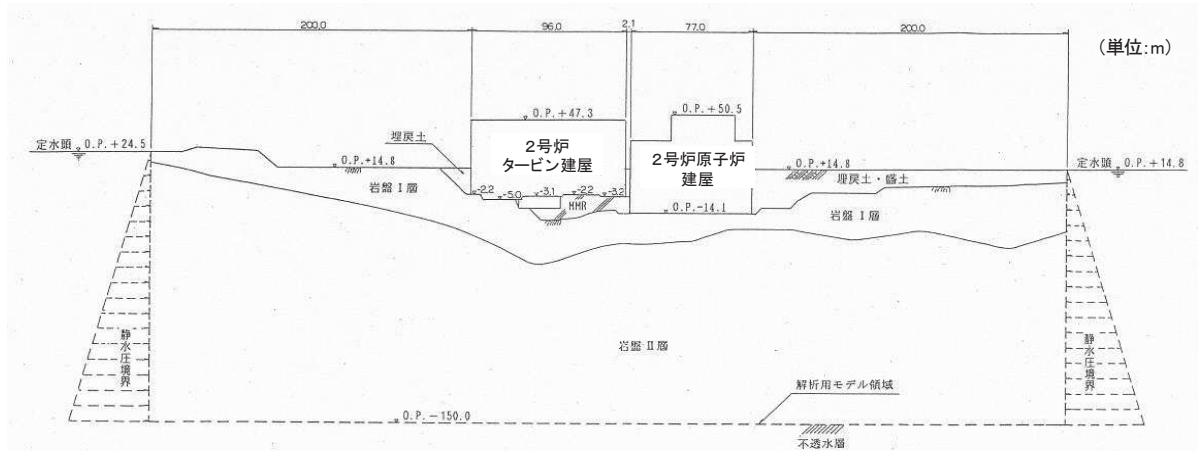 200.0
96.0
2.1
77.0
200.0
(単位:m)
O.P.+47.3
O.P.+50.5
定水頭 O.P.+24.5
埋戻土
2号炉
タービン建屋
2号炉原子炉
建屋
O.P.+14.8
O.P.+14.8
定水頭 O.P.+14.8
埋戻土・盛土
岩盤Ⅰ層
-2.2
-5.0
-3.1
-2.2
-3.2
MMR
O.P.-14.1
岩盤Ⅰ層
静水圧境界
岩盤Ⅱ層
静水圧境界
解析用モデル領域
O.P.-150.0
不透水層